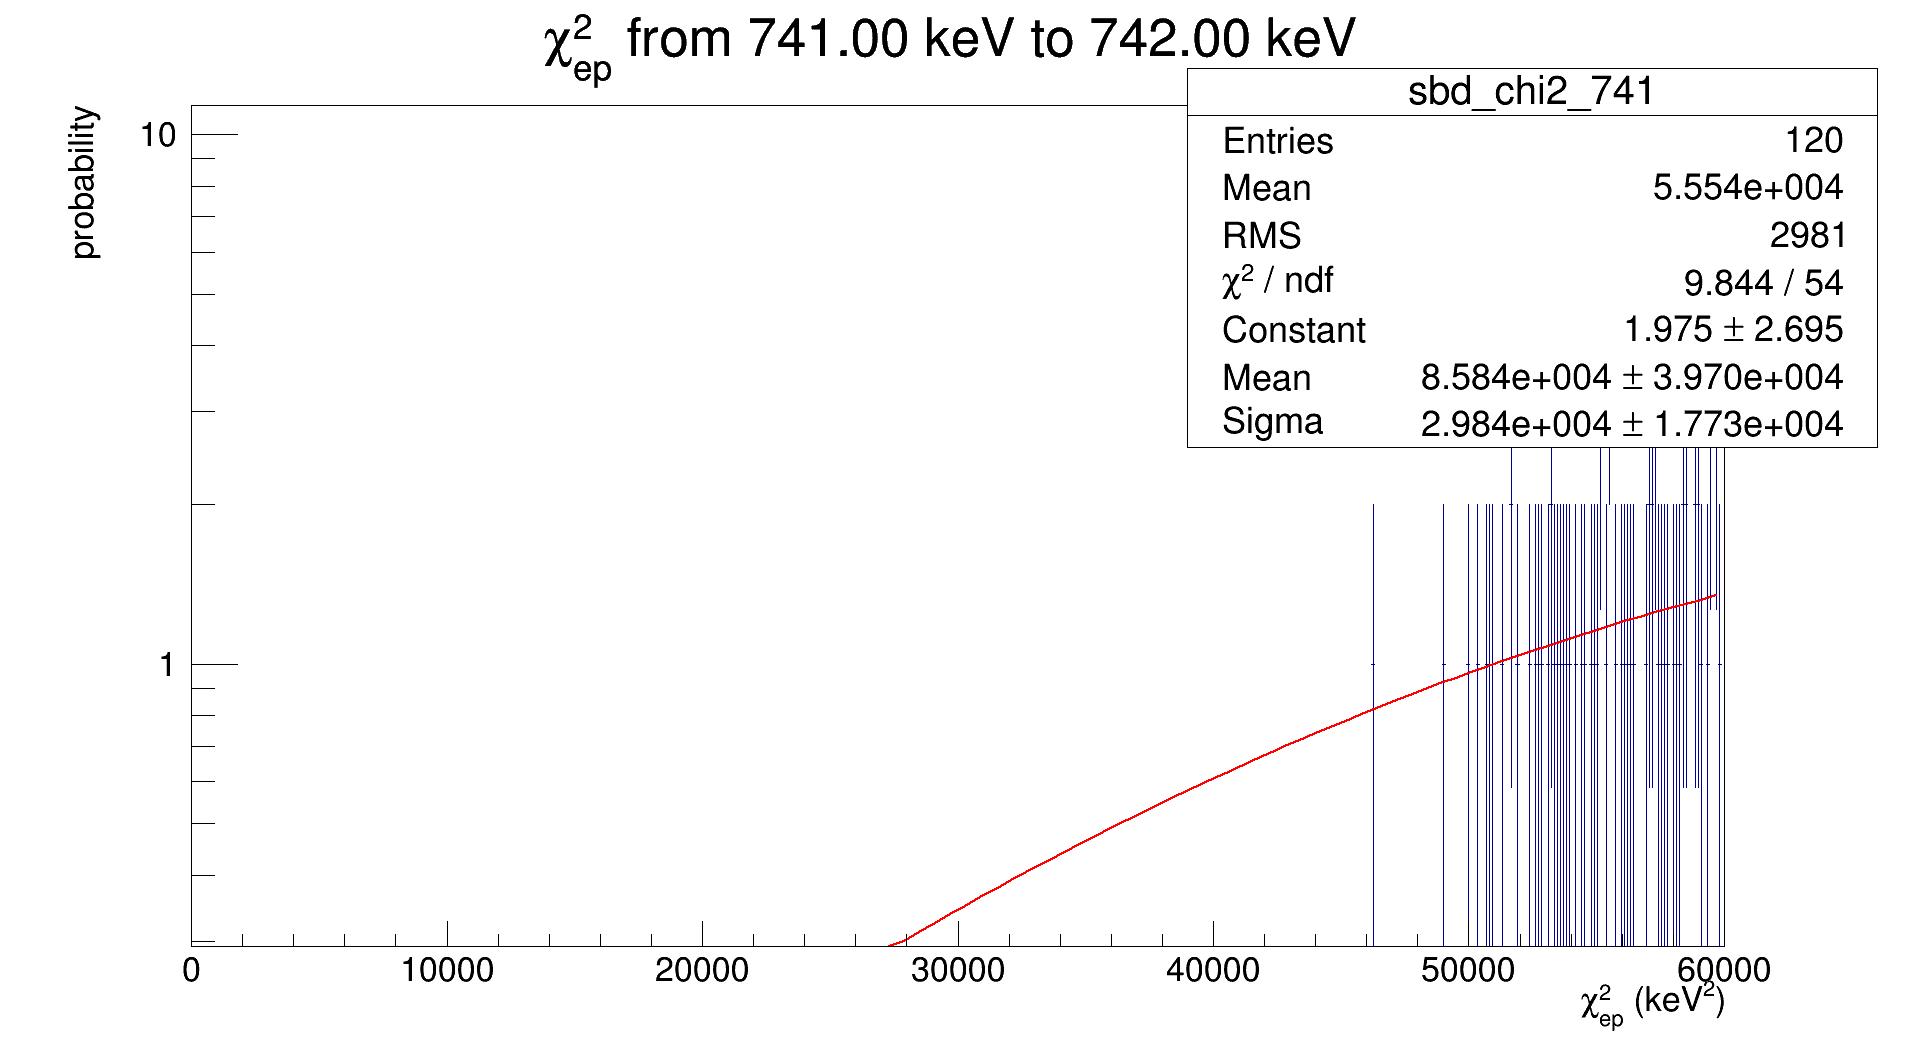 χ²ep from 741.00 keV to 742.00 keV
sbd_chi2_741
Entries 120
Mean 5.554e+004
RMS 2981
χ² / ndf 9.844 / 54
Constant 1.975 ± 2.695
Mean 8.584e+004 ± 3.970e+004
Sigma 2.984e+004 ± 1.773e+004
probability
10
1
0 10000 20000 30000 40000 50000 60000
χ²ep (keV²)